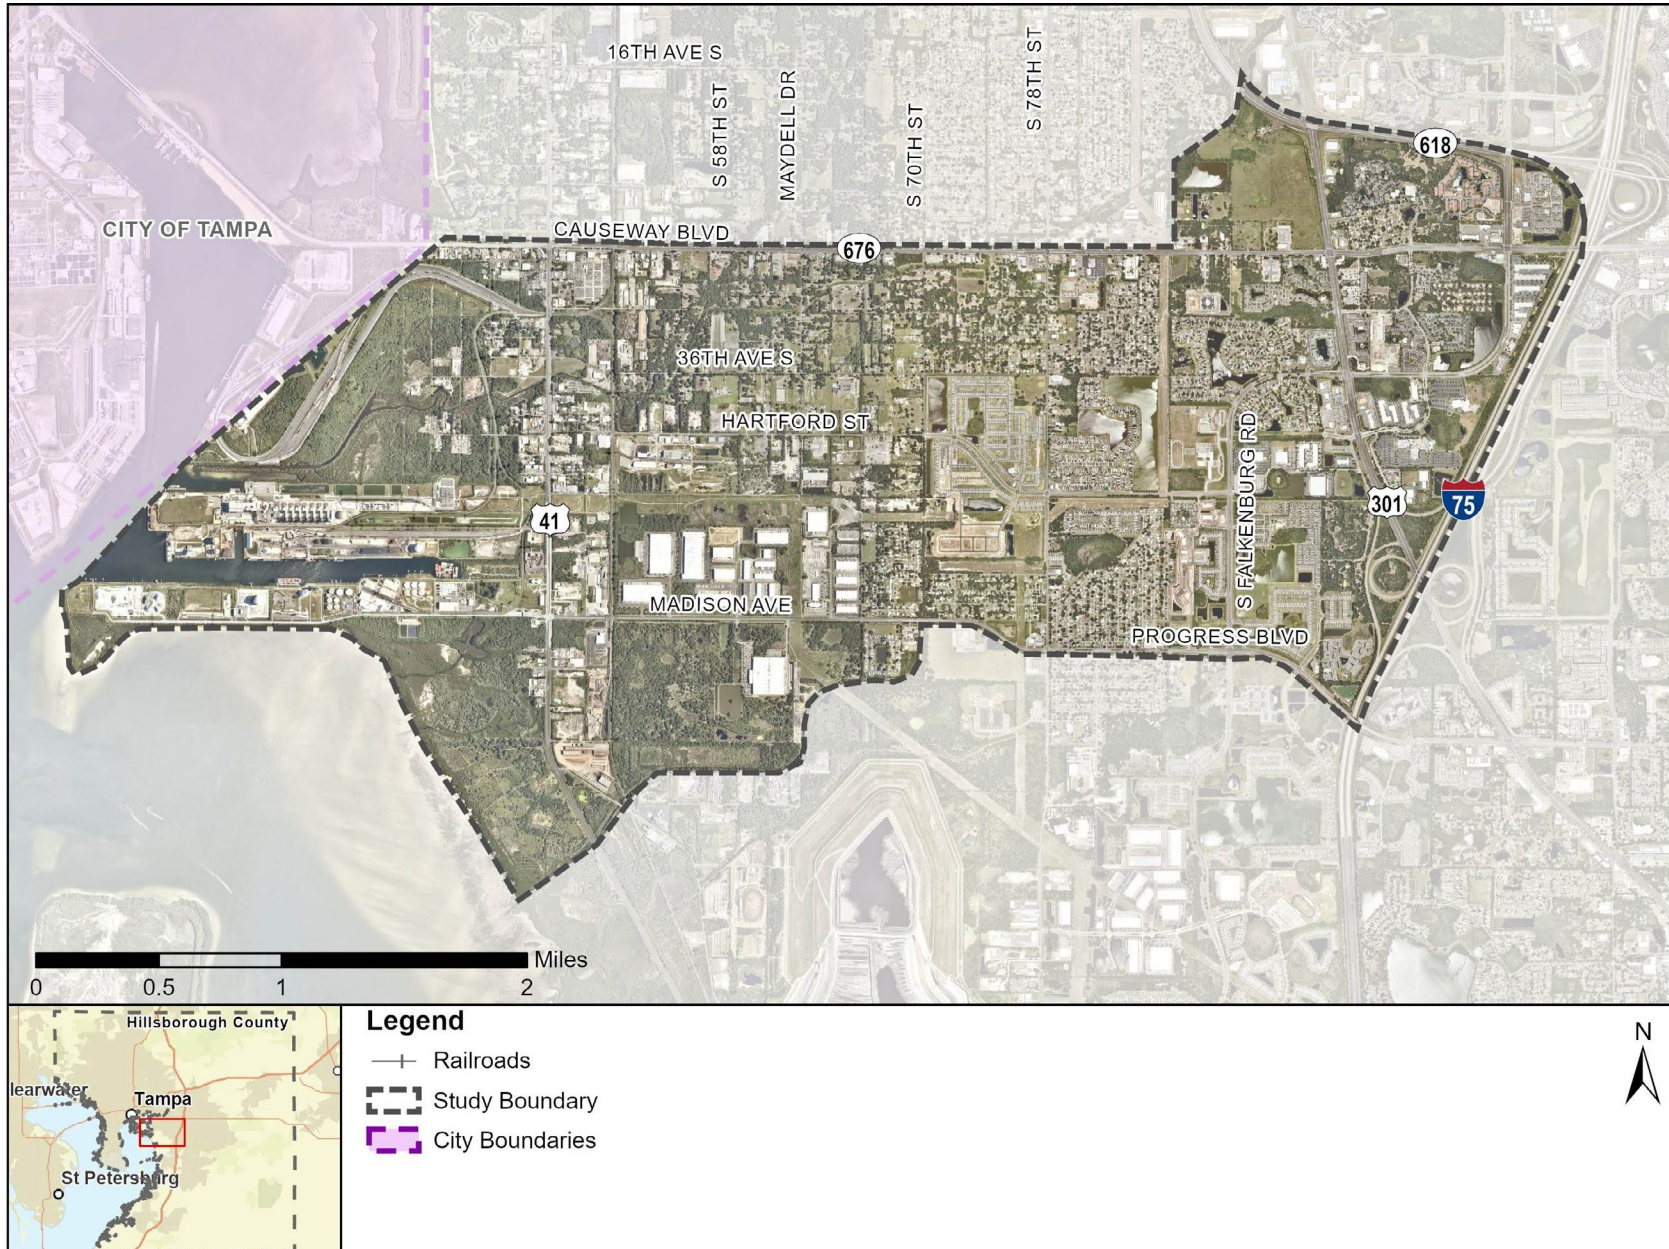 16TH AVE S
S 58TH ST
MAYDELL DR
S 70TH ST
S 78TH ST
618
CITY OF TAMPA
CAUSEWAY BLVD
676
36TH AVE S
HARTFORD ST
S FALKENBURG RD
41
301
75
MADISON AVE
PROGRESS BLVD
Miles
0 0.5 1 2
Hillsborough County
learwater
Tampa
St Petersburg
Legend
Railroads
Study Boundary
City Boundaries
N